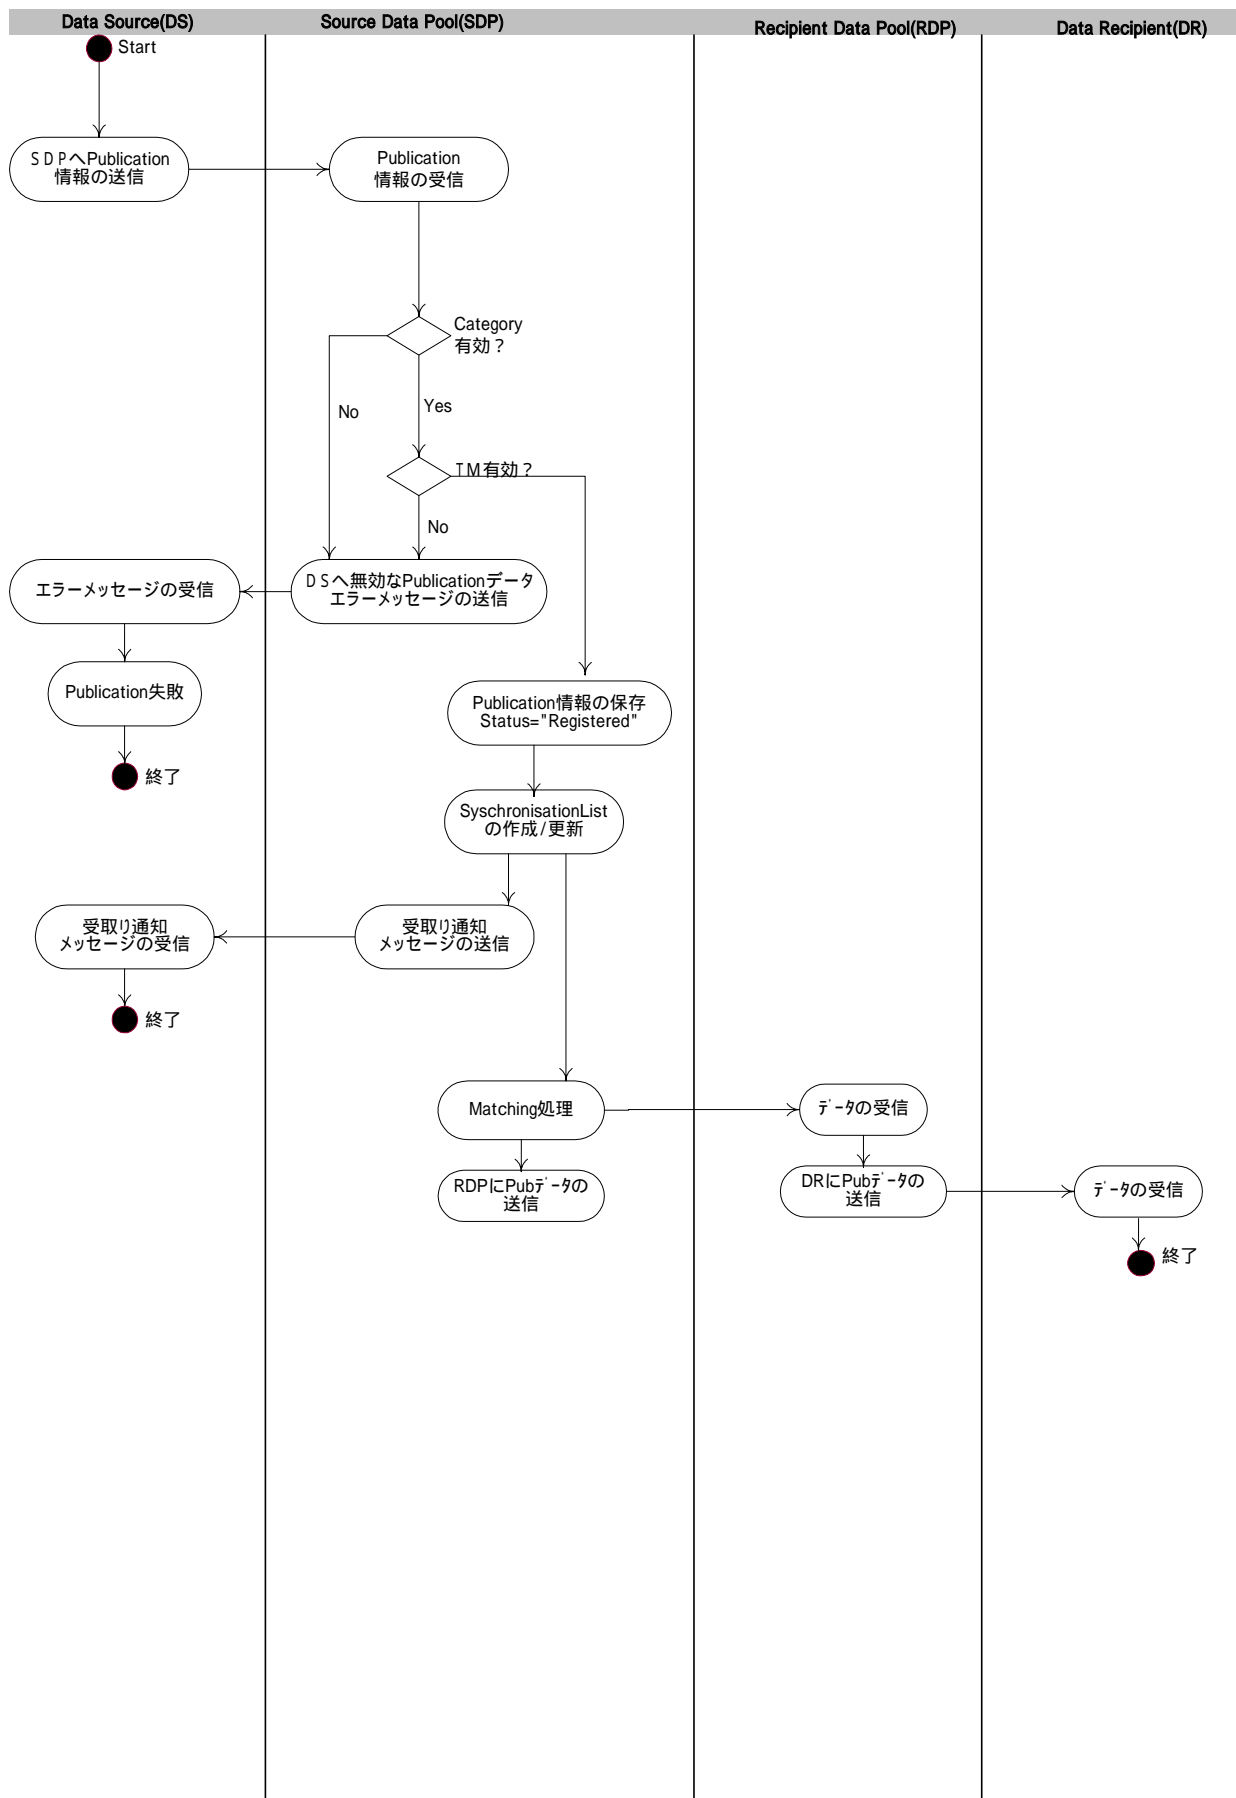 Data Source(DS)
Source Data Pool(SDP)
Recipient Data Pool(RDP)
Data Recipient(DR)
Start
ＳＤＰへPublication
情報の送信
Publication
情報の受信
Category
有効？
No
Yes
ＴＭ有効？
No
エラーメッセージの受信
ＤＳへ無効なPublicationデータ
エラーメッセージの送信
Publication失敗
Publication情報の保存
Status="Registered"
終了
SyschronisationList
の作成/更新
受取り通知
メッセージの受信
受取り通知
メッセージの送信
終了
Matching処理
ﾃﾞｰﾀの受信
RDPにPubﾃﾞｰﾀの
送信
DRにPubﾃﾞｰﾀの
送信
ﾃﾞｰﾀの受信
終了